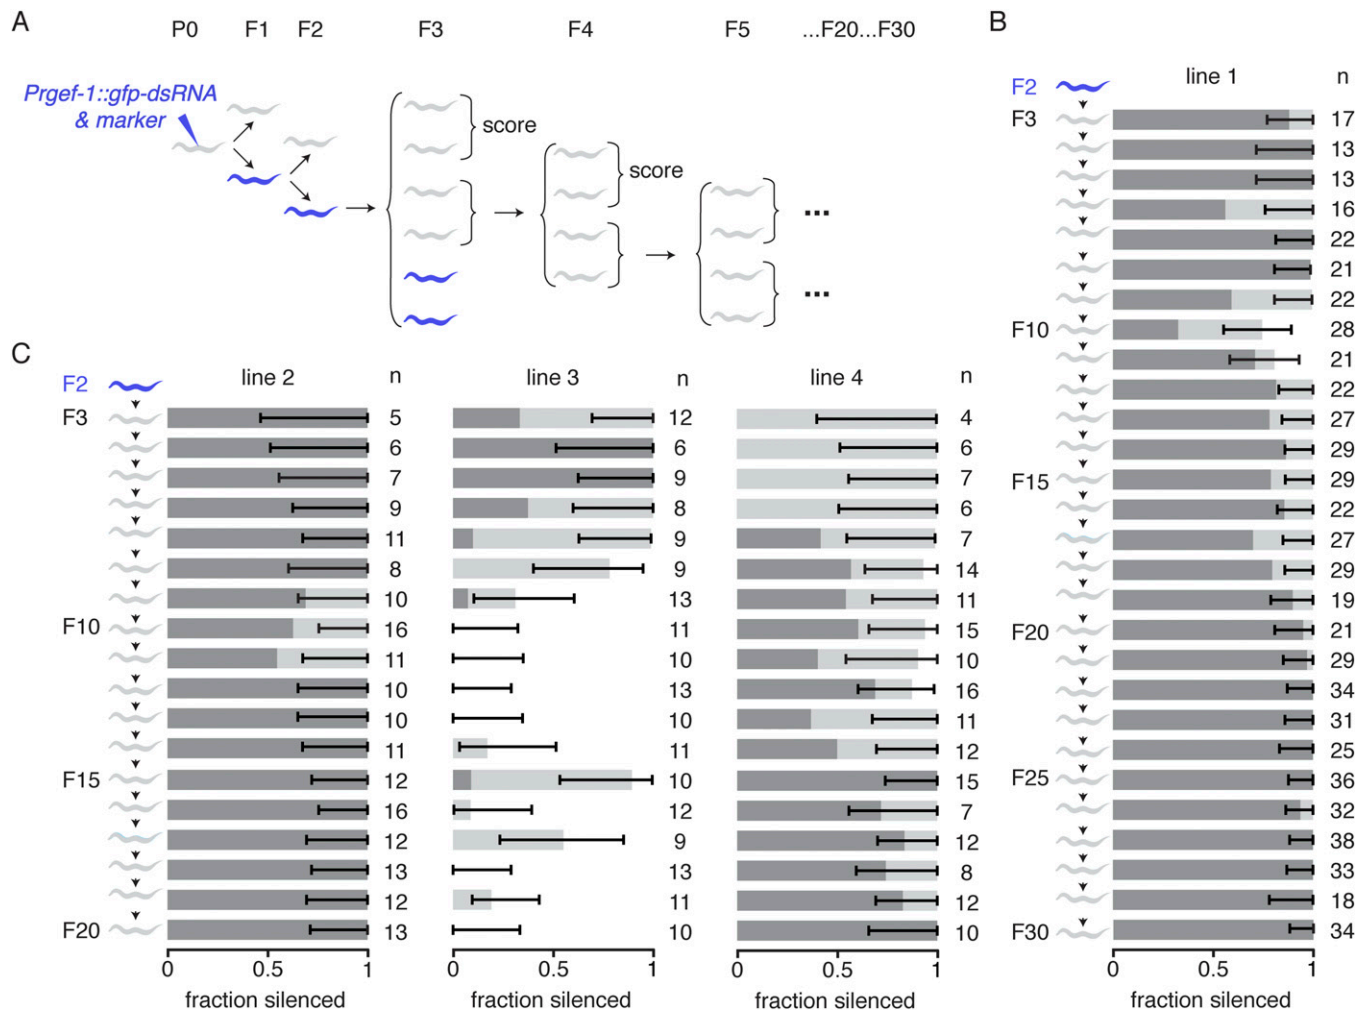 A
P0 F1 F2 F3 F4 F5 ...F20...F30
Prgef-1::gfp-dsRNA
& marker
score
score
...
...
B
line 1 n
F2
F3 17
13
13
16
22
21
22
F10 28
21
22
27
29
F15 29
22
27
29
19
F20 21
29
34
31
25
F25 36
32
38
33
18
F30 34
0 0.5 1
fraction silenced
C
F2 line 2 n line 3 n line 4 n
F3 5 12 4
6 6 6
7 9 7
9 8 6
11 9 7
8 9 14
10 13 11
F10 16 11 15
11 10 10
10 13 16
10 10 11
11 11 12
F15 12 10 15
16 12 7
12 9 12
13 13 8
12 11 12
F20 13 10 10
0 0.5 1 0 0.5 1 0 0.5 1
fraction silenced fraction silenced fraction silenced